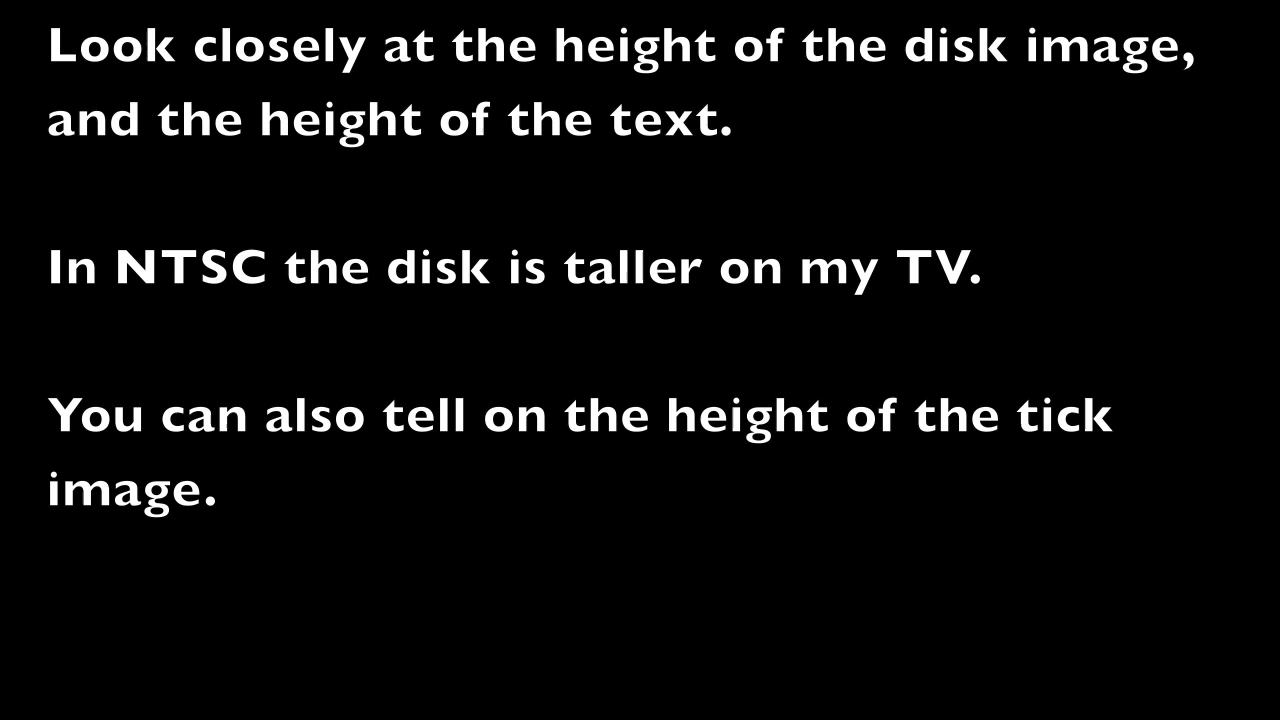 Look closely at the height of the disk image,
and the height of the text.
In NTSC the disk is taller on my TV.
You can also tell on the height of the tick
image.